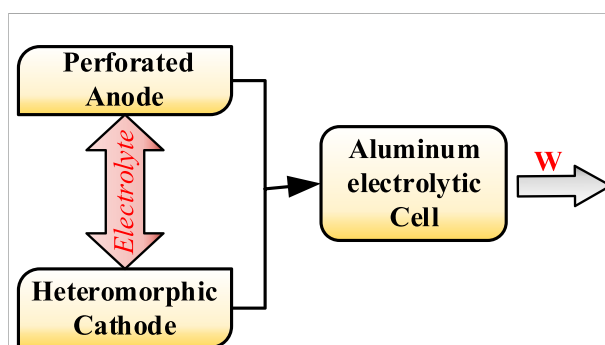 Perforated
Anode
Electrolyte
Heteromorphic
Cathode
Aluminum
electrolytic
Cell
W